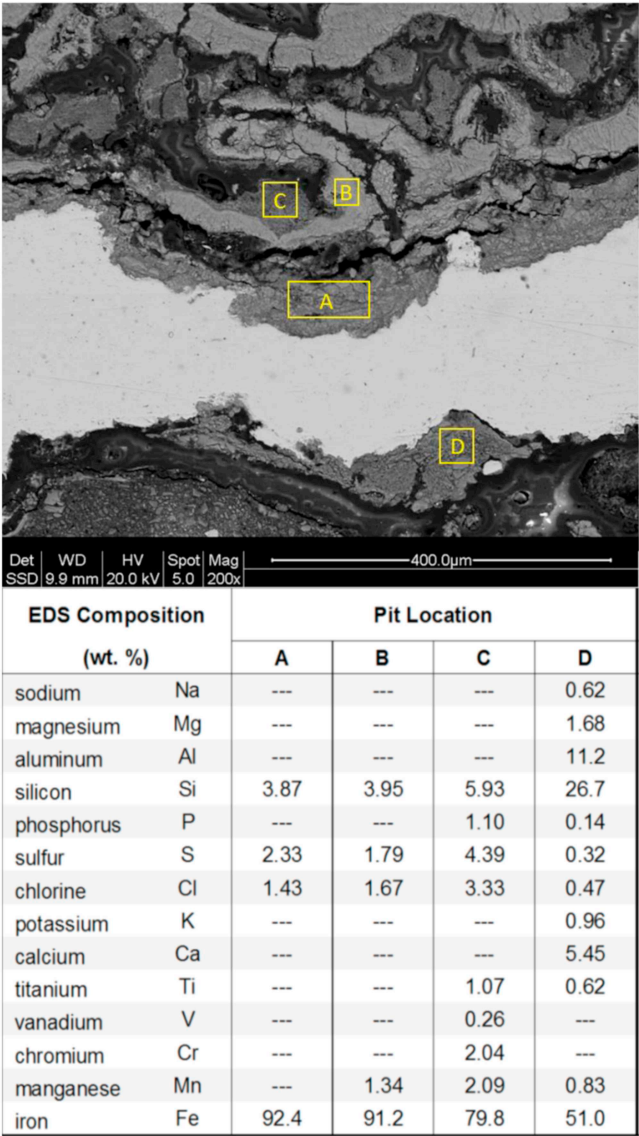 C
B
A
D
Det WD HV Spot Mag
SSD 9.9 mm 20.0 kV 5.0 200x
400.0µm
EDS Composition Pit Location
(wt. %) A B C D
sodium Na --- --- --- 0.62
magnesium Mg --- --- --- 1.68
aluminum Al --- --- --- 11.2
silicon Si 3.87 3.95 5.93 26.7
phosphorus P --- --- 1.10 0.14
sulfur S 2.33 1.79 4.39 0.32
chlorine Cl 1.43 1.67 3.33 0.47
potassium K --- --- --- 0.96
calcium Ca --- --- --- 5.45
titanium Ti --- --- 1.07 0.62
vanadium V --- --- 0.26 ---
chromium Cr --- --- 2.04 ---
manganese Mn --- 1.34 2.09 0.83
iron Fe 92.4 91.2 79.8 51.0